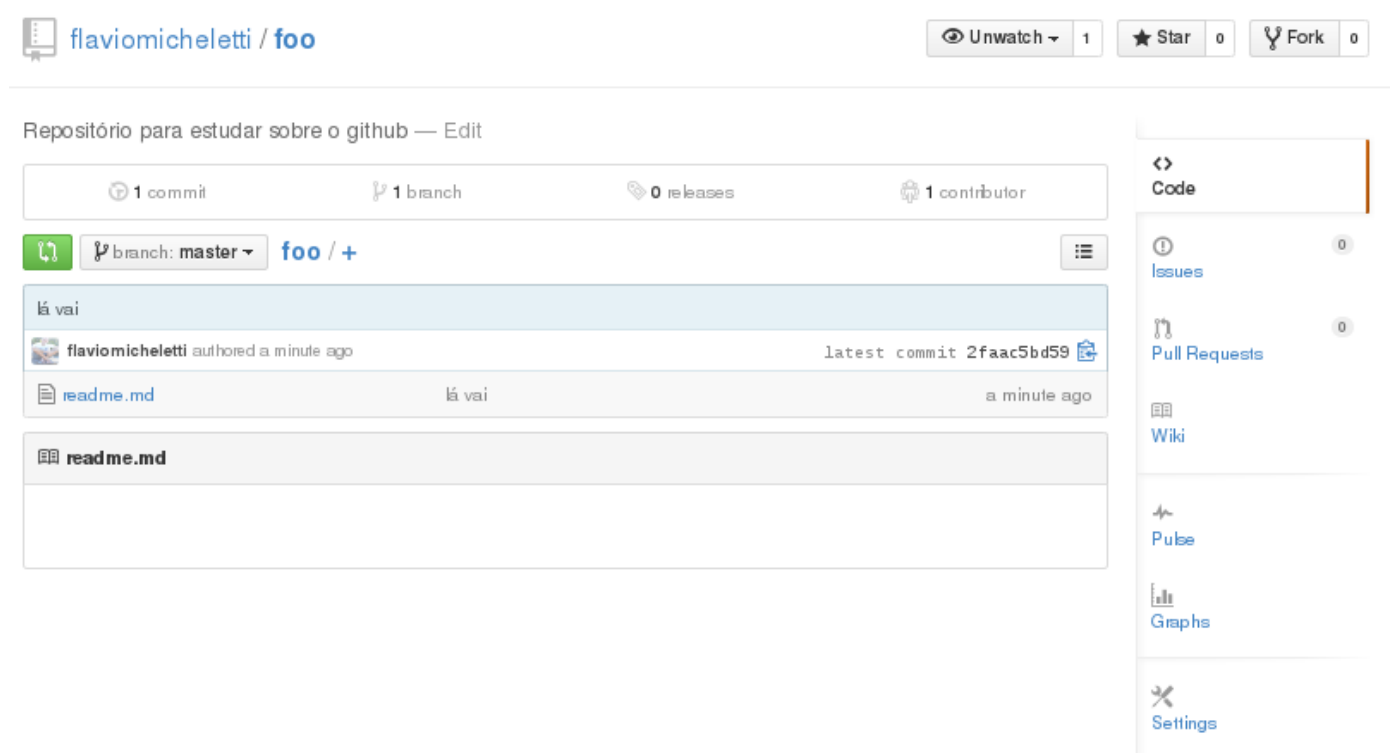 flaviomicheletti / foo
Unwatch 1 Star 0 Fork 0
Repositório para estudar sobre o github — Edit
1 commit 1 branch 0 releases 1 contributor
branch: master foo / +
lá vai
flaviomicheletti authored a minute ago latest commit 2faac5bd59
readme.md lá vai a minute ago
readme.md
Code
Issues 0
Pull Requests 0
Wiki
Pulse
Graphs
Settings